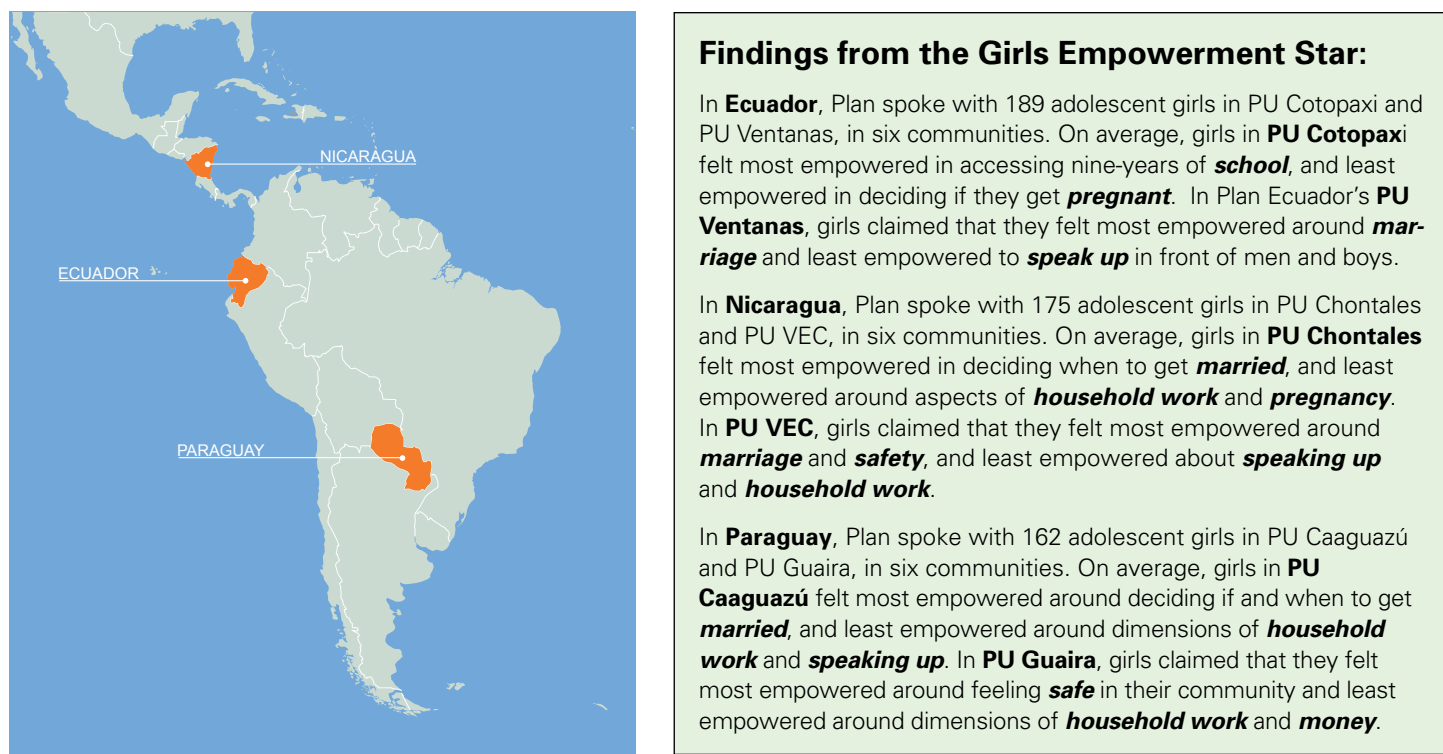 NICARAGUA
ECUADOR
PARAGUAY
Findings from the Girls Empowerment Star:
In Ecuador, Plan spoke with 189 adolescent girls in PU Cotopaxi and
PU Ventanas, in six communities. On average, girls in PU Cotopaxi
felt most empowered in accessing nine-years of school, and least
empowered in deciding if they get pregnant.  In Plan Ecuador’s PU
Ventanas, girls claimed that they felt most empowered around mar-
riage and least empowered to speak up in front of men and boys.
In Nicaragua, Plan spoke with 175 adolescent girls in PU Chontales
and PU VEC, in six communities. On average, girls in PU Chontales
felt most empowered in deciding when to get married, and least
empowered around aspects of household work and pregnancy.
In PU VEC, girls claimed that they felt most empowered around
marriage and safety, and least empowered about speaking up
and household work.
In Paraguay, Plan spoke with 162 adolescent girls in PU Caaguazú
and PU Guaira, in six communities. On average, girls in PU
Caaguazú felt most empowered around deciding if and when to get
married, and least empowered around dimensions of household
work and speaking up. In PU Guaira, girls claimed that they felt
most empowered around feeling safe in their community and least
empowered around dimensions of household work and money.